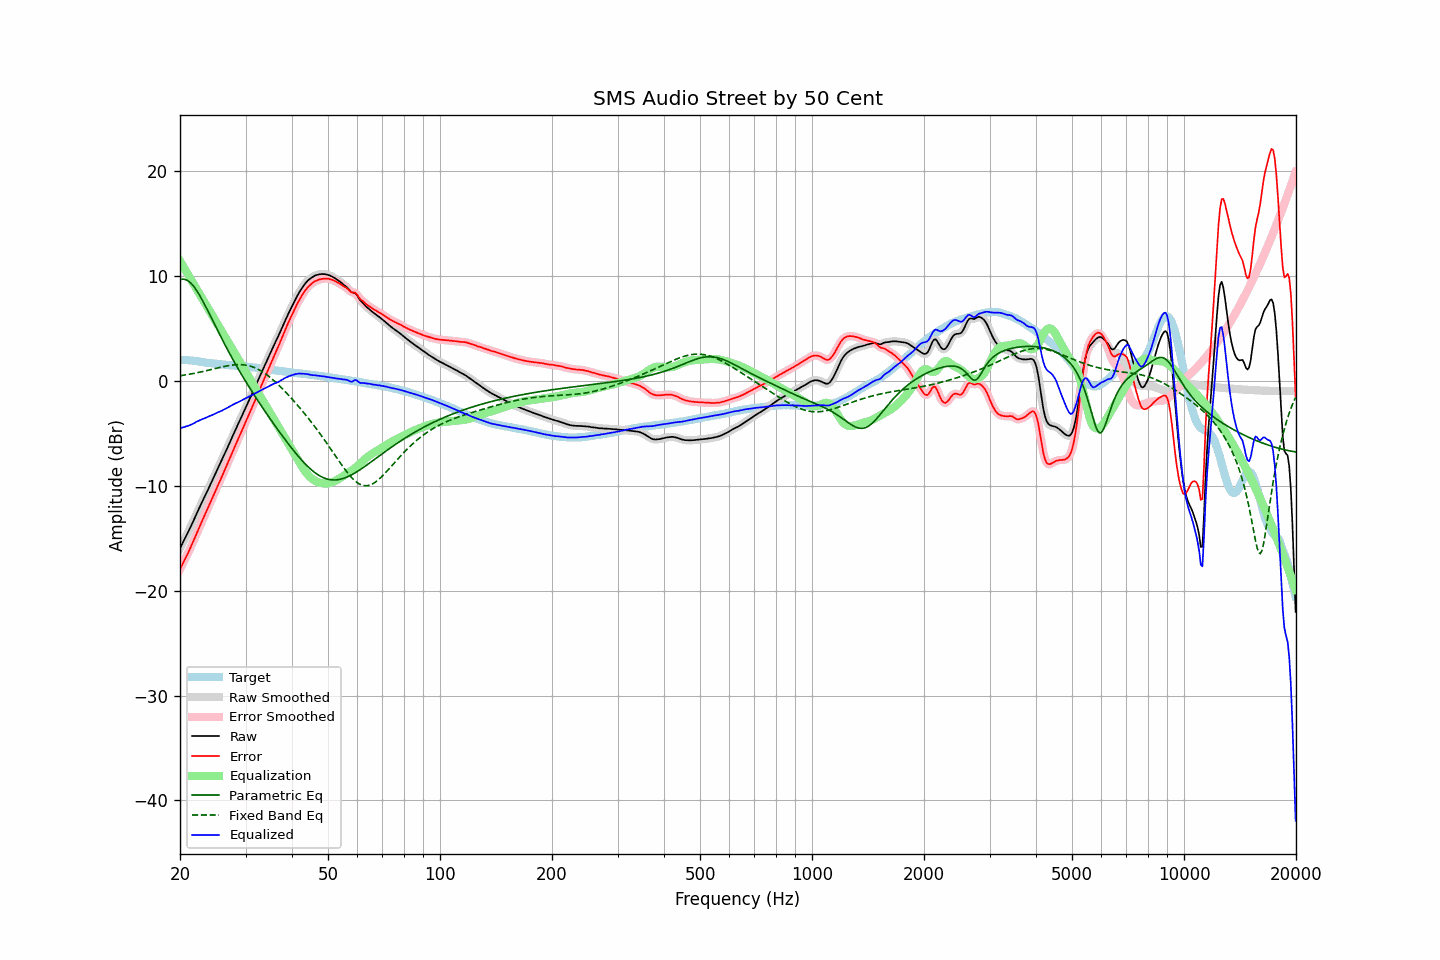 SMS Audio Street by 50 Cent
20
10
0
−10
−20
−30
−40
Amplitude (dBr)
Target
Raw Smoothed
Error Smoothed
Raw
Error
Equalization
Parametric Eq
Fixed Band Eq
Equalized
20 50 100 200 500 1000 2000 5000 10000 20000
Frequency (Hz)